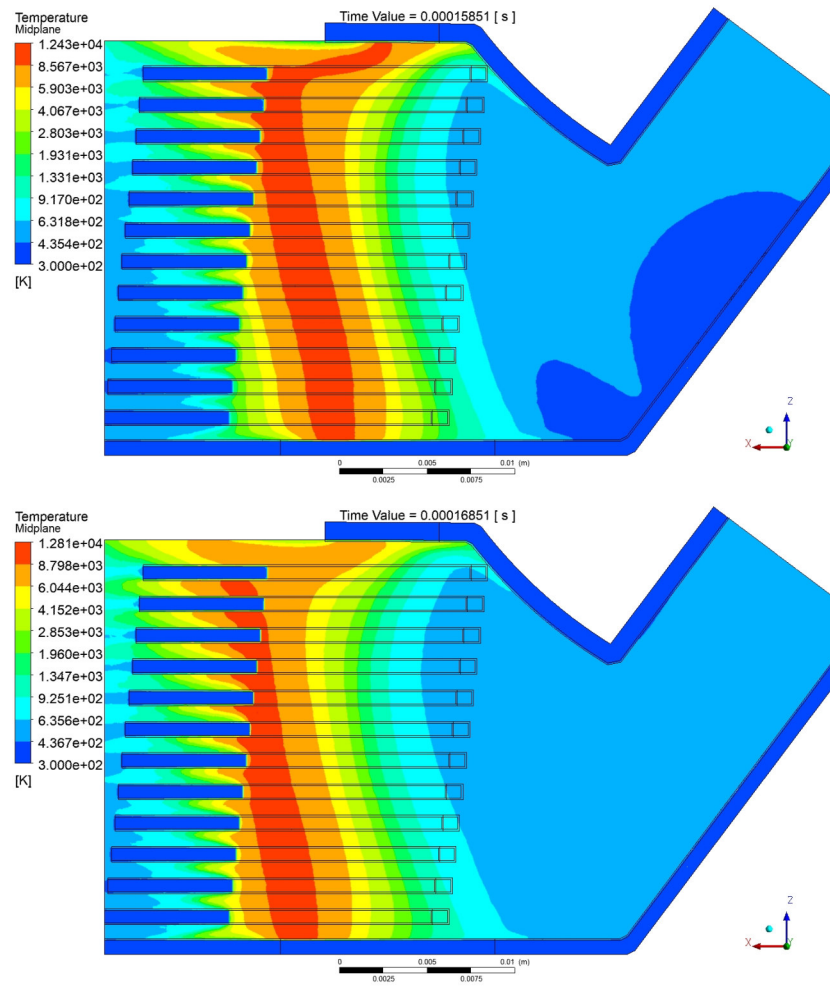 Temperature
Midplane
Time Value = 0.00015851 [ s ]
1.243e+04
8.567e+03
5.903e+03
4.067e+03
2.803e+03
1.931e+03
1.331e+03
9.170e+02
6.318e+02
4.354e+02
3.000e+02
[K]
Z
X
Y
0 0.005 0.01 (m)
0.0025 0.0075
Temperature
Midplane
Time Value = 0.00016851 [ s ]
1.281e+04
8.798e+03
6.044e+03
4.152e+03
2.853e+03
1.960e+03
1.347e+03
9.251e+02
6.356e+02
4.367e+02
3.000e+02
[K]
Z
X
Y
0 0.005 0.01 (m)
0.0025 0.0075